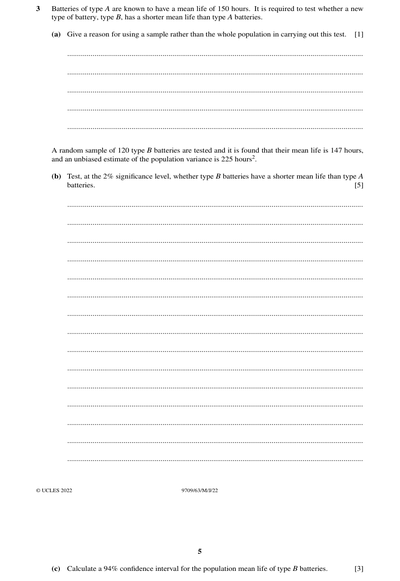 3 Batteries of type A are known to have a mean life of 150 hours. It is required to test whether a new
type of battery, type B, has a shorter mean life than type A batteries.
(a) Give a reason for using a sample rather than the whole population in carrying out this test. [1]
A random sample of 120 type B batteries are tested and it is found that their mean life is 147 hours,
and an unbiased estimate of the population variance is 225 hours².
(b) Test, at the 2% significance level, whether type B batteries have a shorter mean life than type A
batteries. [5]
© UCLES 2022 9709/63/M/J/22
5
(c) Calculate a 94% confidence interval for the population mean life of type B batteries. [3]